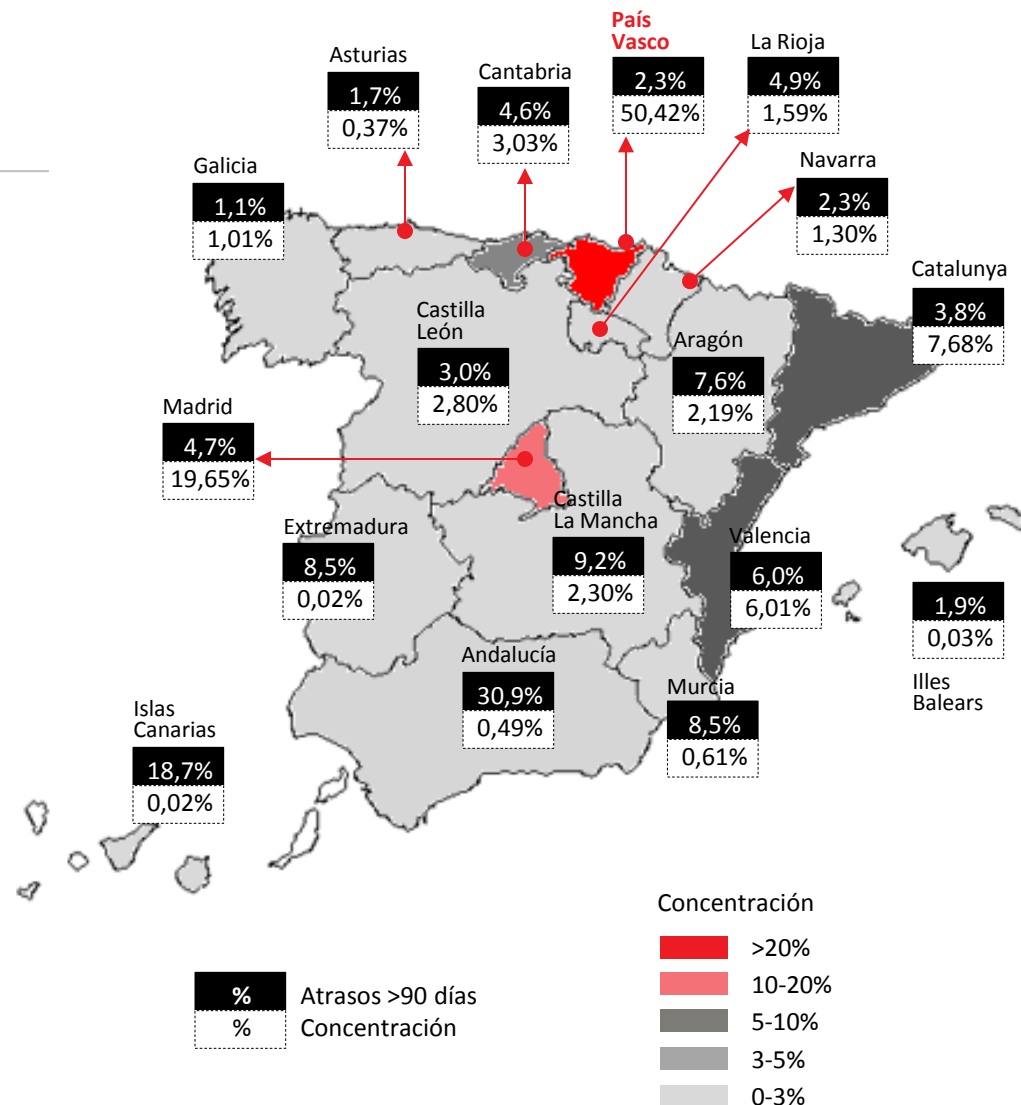 País
Vasco
2,3%
50,42%
La Rioja
4,9%
1,59%
Asturias
1,7%
0,37%
Cantabria
4,6%
3,03%
Galicia
1,1%
1,01%
Navarra
2,3%
1,30%
Catalunya
3,8%
7,68%
Castilla
León
3,0%
2,80%
Aragón
7,6%
2,19%
Madrid
4,7%
19,65%
Extremadura
8,5%
0,02%
Castilla
La Mancha
9,2%
2,30%
Valencia
6,0%
6,01%
1,9%
0,03%
Illes
Balears
Andalucía
30,9%
0,49%
Murcia
8,5%
0,61%
Islas
Canarias
18,7%
0,02%
% Atrasos >90 días
% Concentración
Concentración
>20%
10-20%
5-10%
3-5%
0-3%